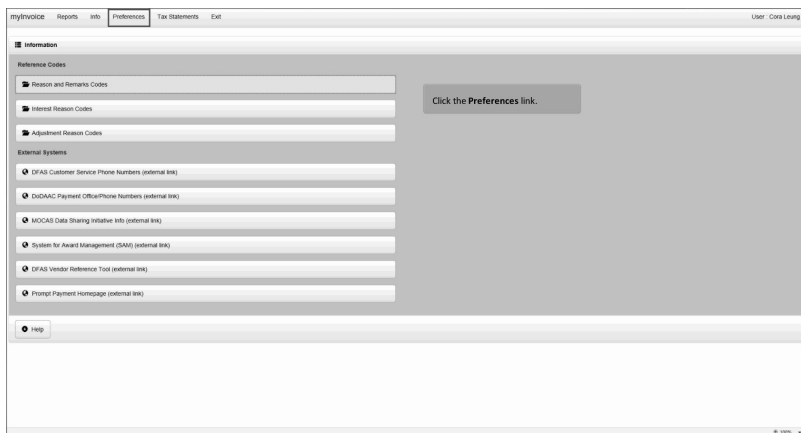 myInvoice Reports Info Preferences Tax Statements Exit User : Cora Leung
Information
Reference Codes
Reason and Remarks Codes
Interest Reason Codes
Adjustment Reason Codes
Click the Preferences link.
External Systems
DFAS Customer Service Phone Numbers (external link)
DoDAAC Payment Office/Phone Numbers (external link)
MOCAS Data Sharing Initiative Info (external link)
System for Award Management (SAM) (external link)
DFAS Vendor Reference Tool (external link)
Prompt Payment Homepage (external link)
Help
100%